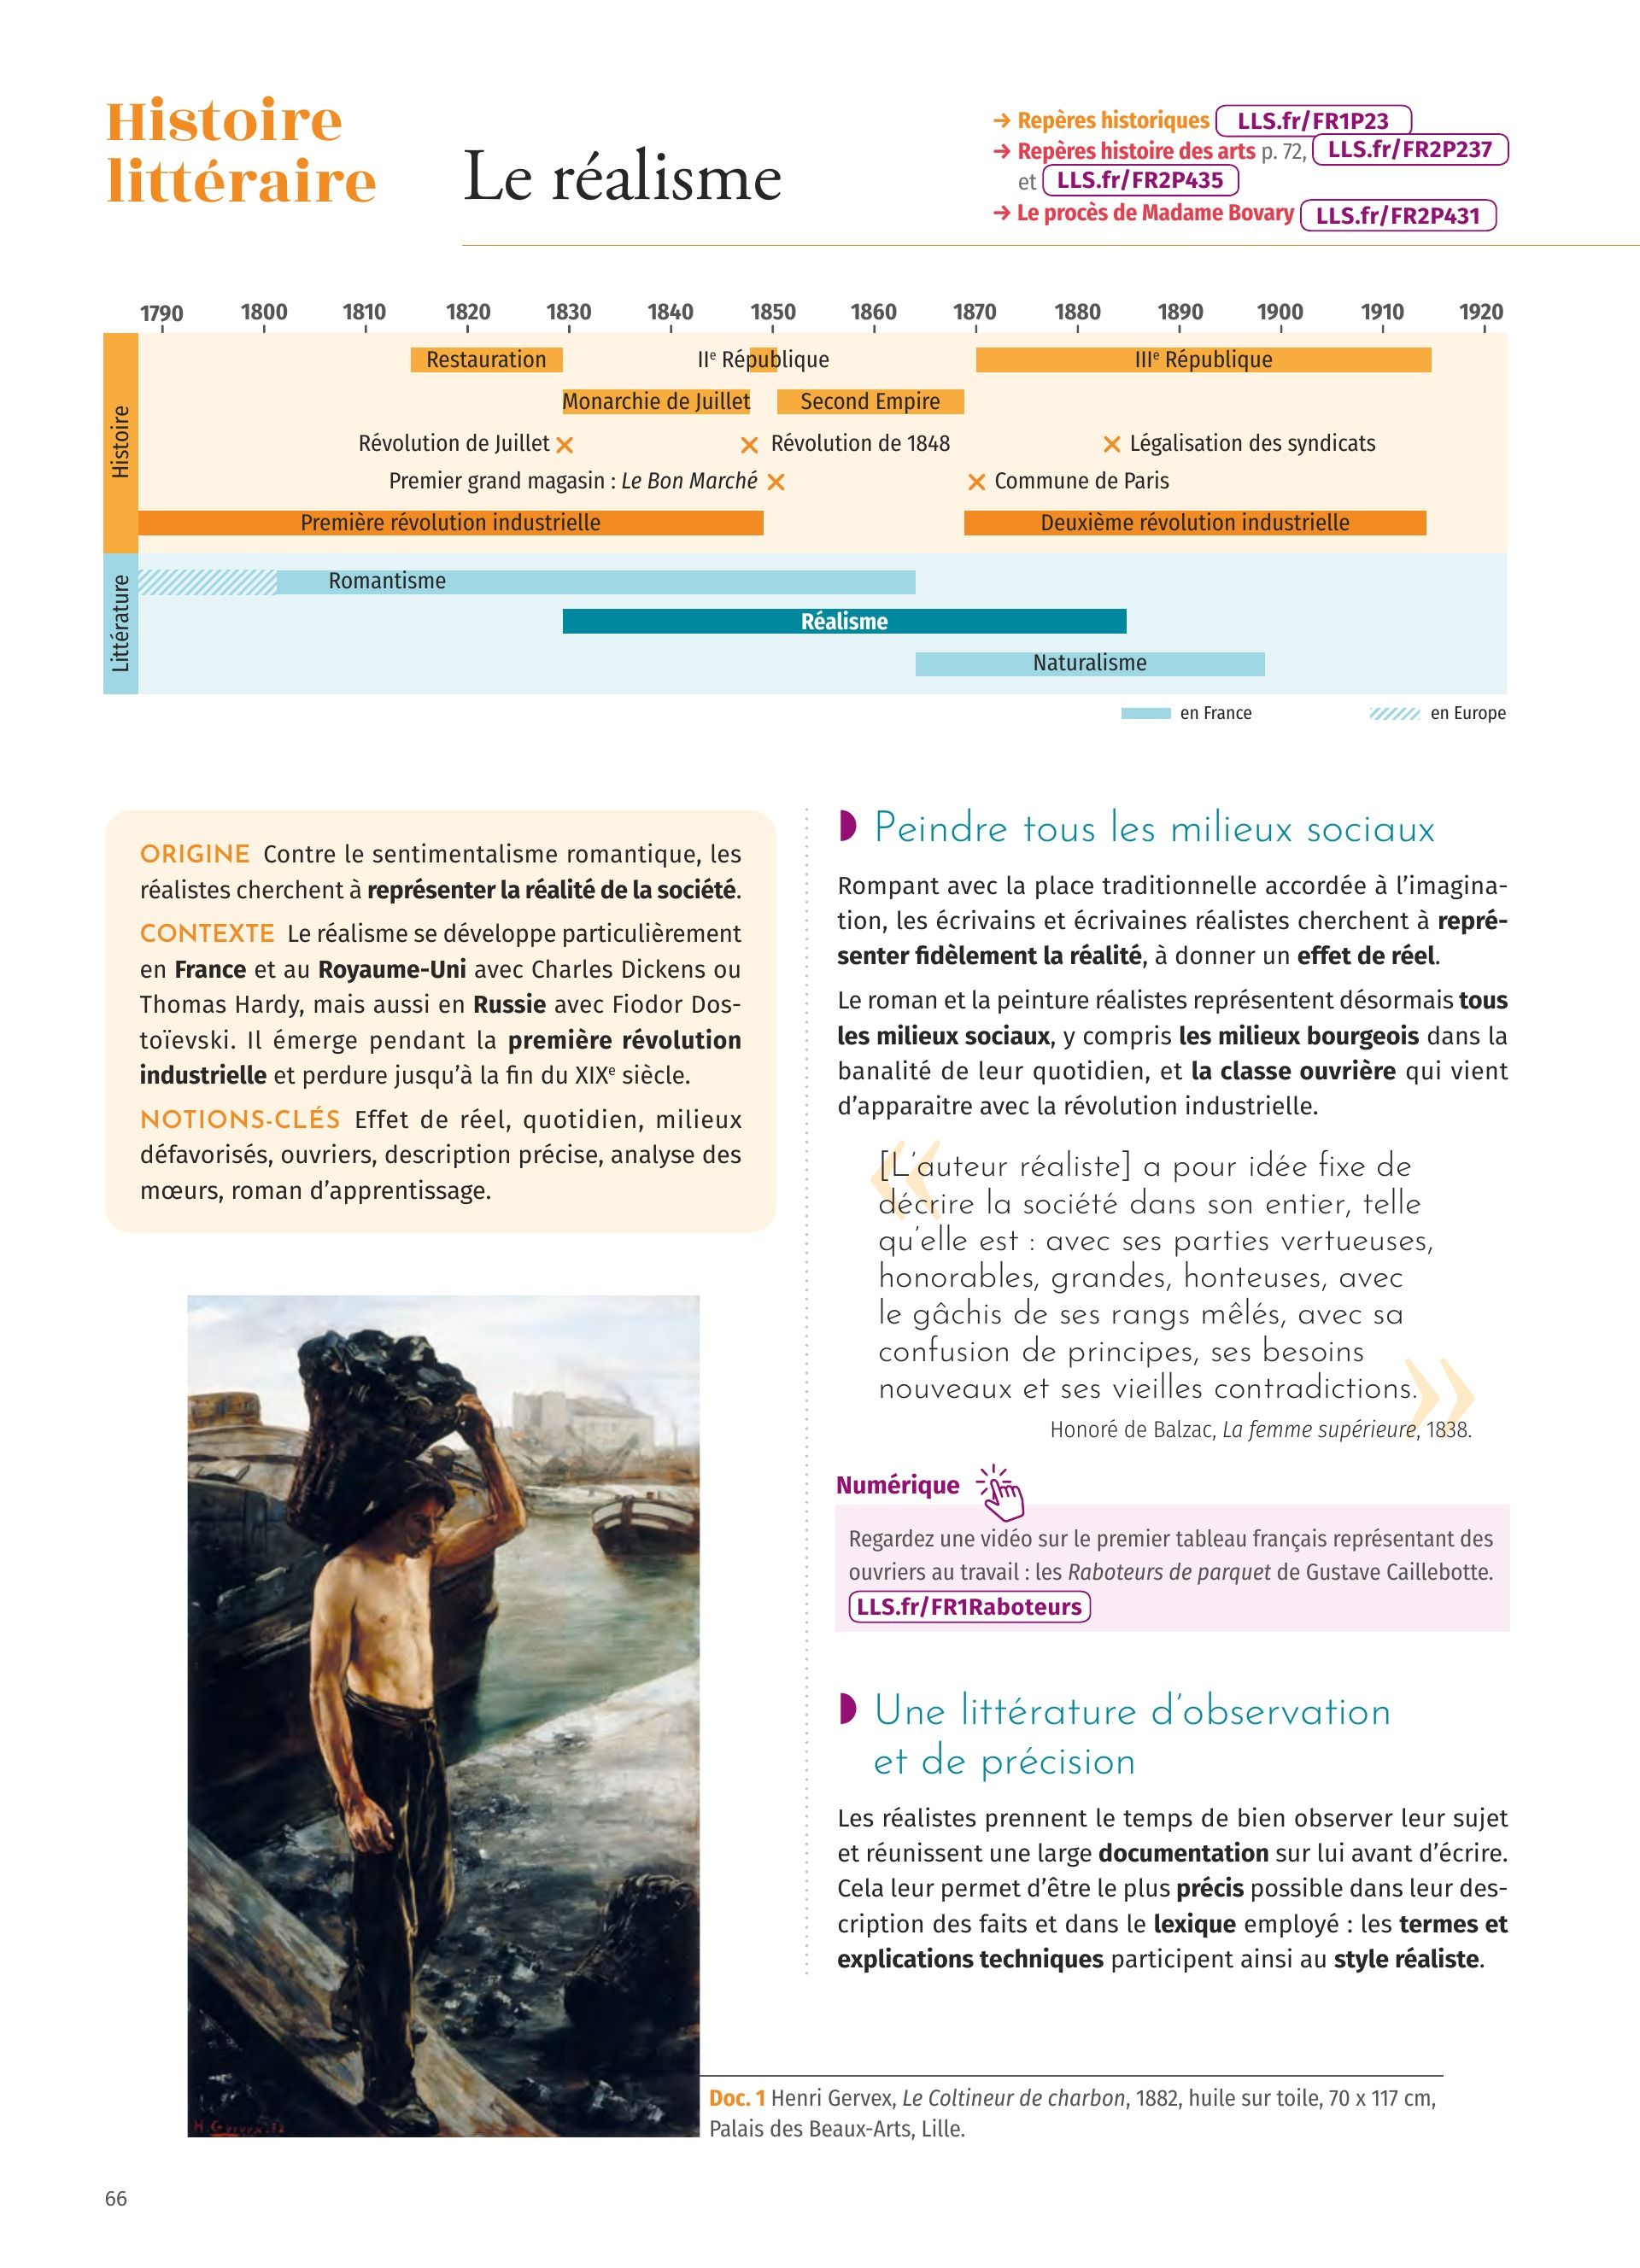 Histoire
littéraire
Le réalisme
→ Repères historiques LLS.fr/FR1P23
→ Repères histoire des arts p. 72, LLS.fr/FR2P237
et LLS.fr/FR2P435
→ Le procès de Madame Bovary LLS.fr/FR2P431
1790 1800 1810 1820 1830 1840 1850 1860 1870 1880 1890 1900 1910 1920
Histoire
Restauration IIe République IIIe République
Monarchie de Juillet Second Empire
Révolution de Juillet Révolution de 1848 Légalisation des syndicats
Premier grand magasin : Le Bon Marché Commune de Paris
Première révolution industrielle Deuxième révolution industrielle
Littérature
Romantisme
Réalisme
Naturalisme
en France en Europe
ORIGINE Contre le sentimentalisme romantique, les
réalistes cherchent à représenter la réalité de la société.
CONTEXTE Le réalisme se développe particulièrement
en France et au Royaume-Uni avec Charles Dickens ou
Thomas Hardy, mais aussi en Russie avec Fiodor Dos-
toïevski. Il émerge pendant la première révolution
industrielle et perdure jusqu'à la fin du XIXe siècle.
NOTIONS-CLÉS Effet de réel, quotidien, milieux
défavorisés, ouvriers, description précise, analyse des
mœurs, roman d'apprentissage.
H. Gervex
Peindre tous les milieux sociaux
Rompant avec la place traditionnelle accordée à l'imagina-
tion, les écrivains et écrivaines réalistes cherchent à repré-
senter fidèlement la réalité, à donner un effet de réel.
Le roman et la peinture réalistes représentent désormais tous
les milieux sociaux, y compris les milieux bourgeois dans la
banalité de leur quotidien, et la classe ouvrière qui vient
d'apparaitre avec la révolution industrielle.
« [L'auteur réaliste] a pour idée fixe de
décrire la société dans son entier, telle
qu'elle est : avec ses parties vertueuses,
honorables, grandes, honteuses, avec
le gâchis de ses rangs mêlés, avec sa
confusion de principes, ses besoins
nouveaux et ses vieilles contradictions. »
Honoré de Balzac, La femme supérieure, 1838.
Numérique
Regardez une vidéo sur le premier tableau français représentant des
ouvriers au travail : les Raboteurs de parquet de Gustave Caillebotte.
LLS.fr/FR1Raboteurs
Une littérature d'observation
et de précision
Les réalistes prennent le temps de bien observer leur sujet
et réunissent une large documentation sur lui avant d'écrire.
Cela leur permet d'être le plus précis possible dans leur des-
cription des faits et dans le lexique employé : les termes et
explications techniques participent ainsi au style réaliste.
Doc. 1 Henri Gervex, Le Coltineur de charbon, 1882, huile sur toile, 70 x 117 cm,
Palais des Beaux-Arts, Lille.
66